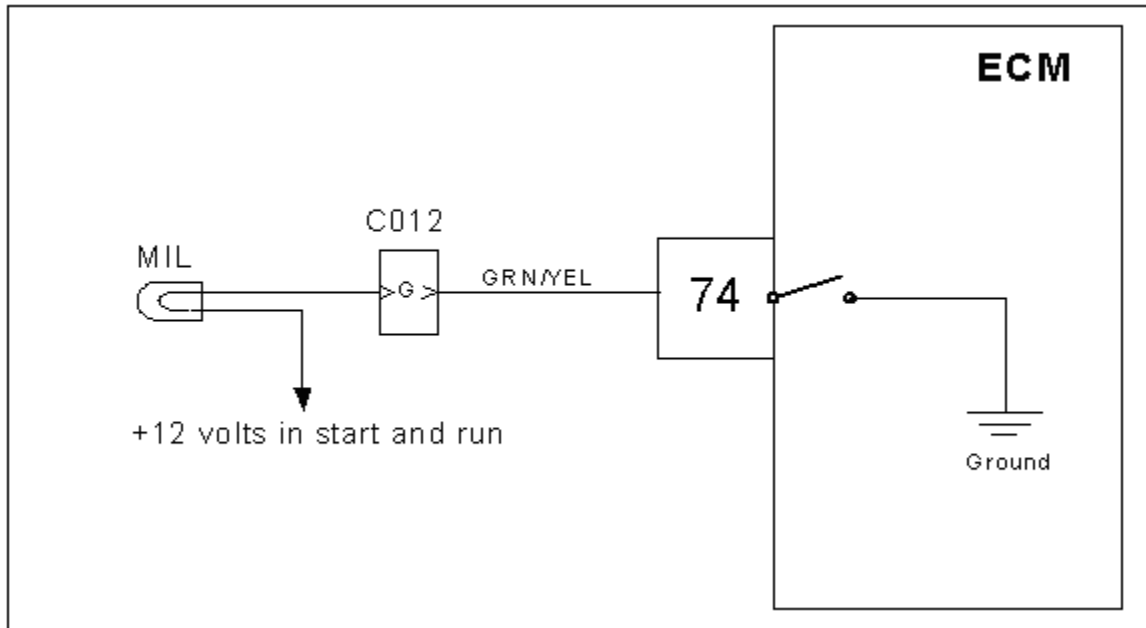 ECM
C012
MIL
G
GRN/YEL
74
+12 volts in start and run
Ground